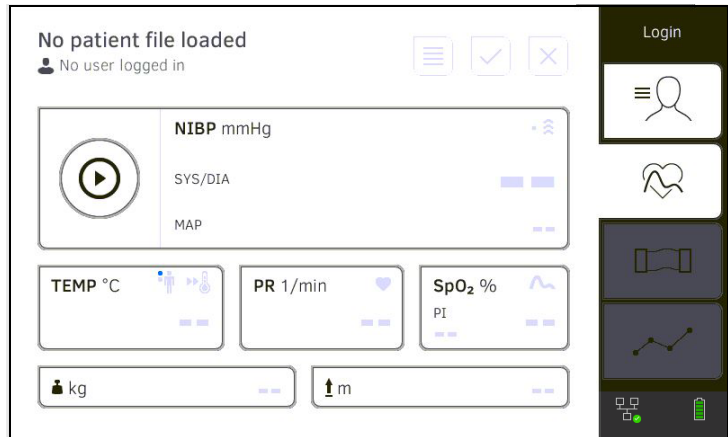 No patient file loaded
No user logged in
Login
NIBP mmHg
SYS/DIA
-- --
MAP
--
TEMP °C
--
PR 1/min
--
SpO₂ %
PI
--
--
kg
--
m
--